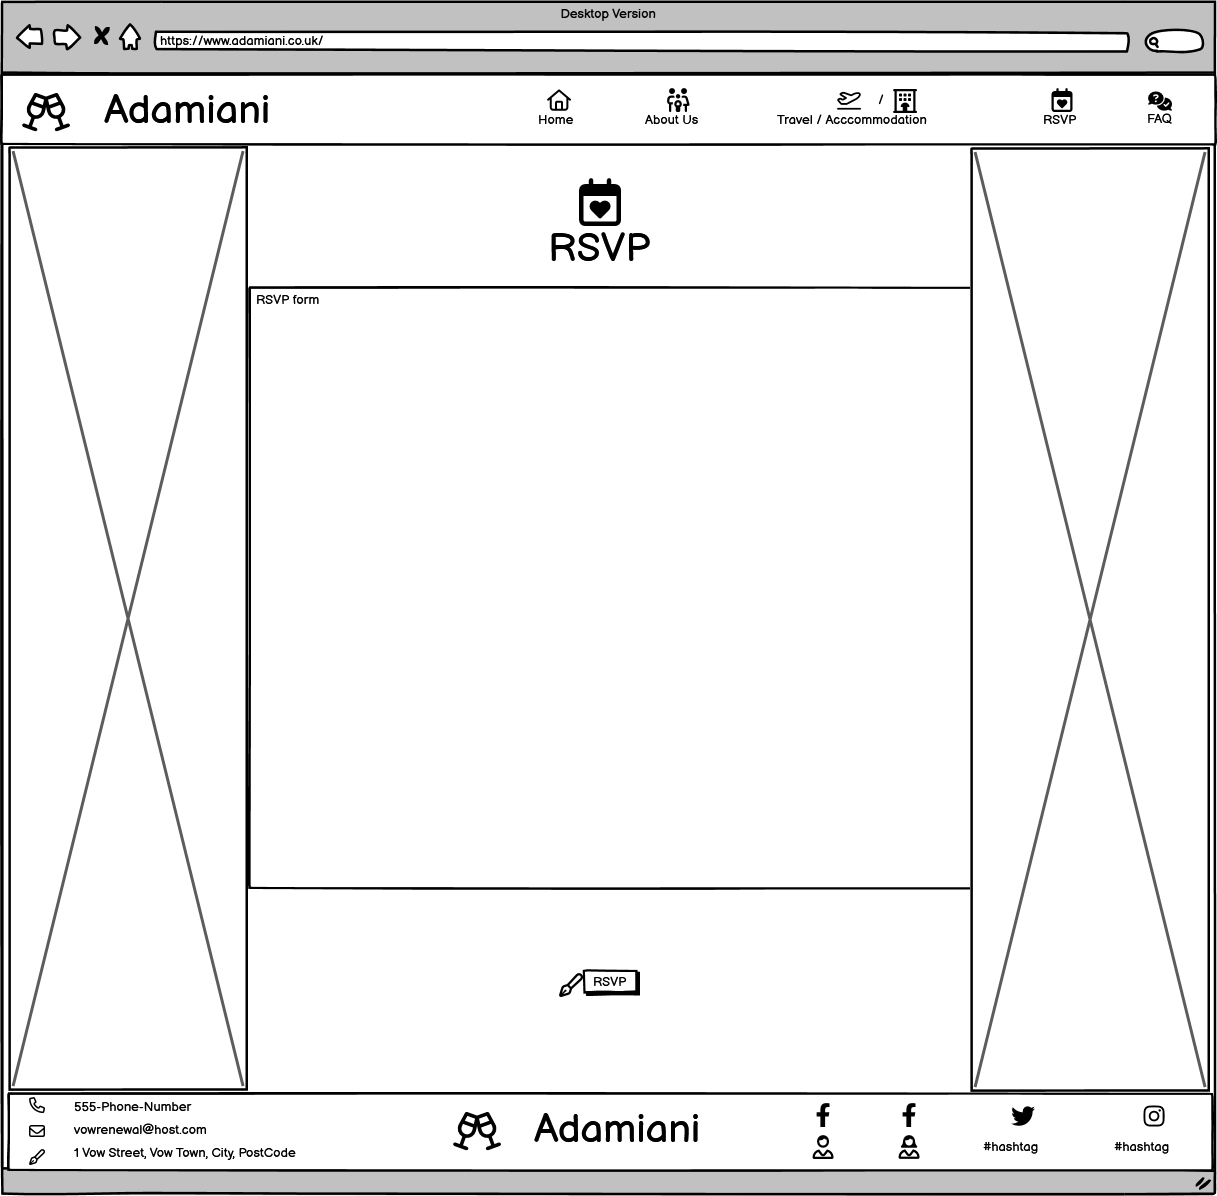 Desktop Version
https://www.adamiani.co.uk/
Adamiani
Home
About Us
/
Travel / Acccommodation
RSVP
FAQ
RSVP
RSVP form
RSVP
555-Phone-Number
vowrenewal@host.com
1 Vow Street, Vow Town, City, PostCode
Adamiani
#hashtag
#hashtag